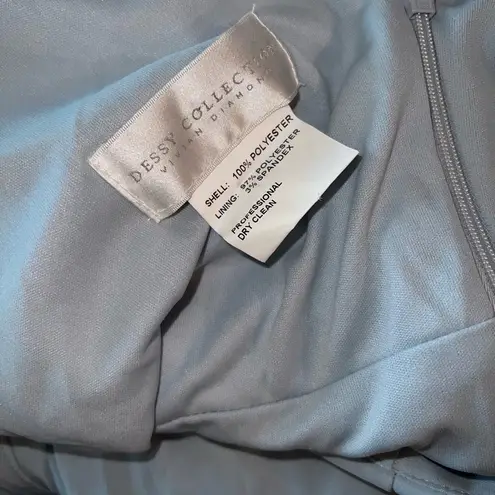 DESSY COLLECTION
VIVIAN DIAMOND
SHELL: 100% POLYESTER
LINING: 97% POLYESTER
3% SPANDEX
PROFESSIONAL
DRY CLEAN